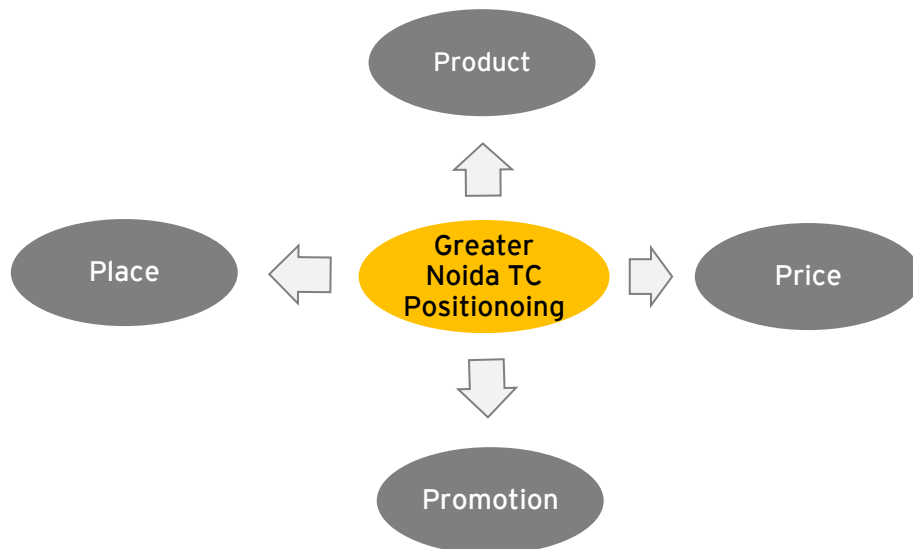 Product
Place
Greater
Noida TC
Positionoing
Price
Promotion